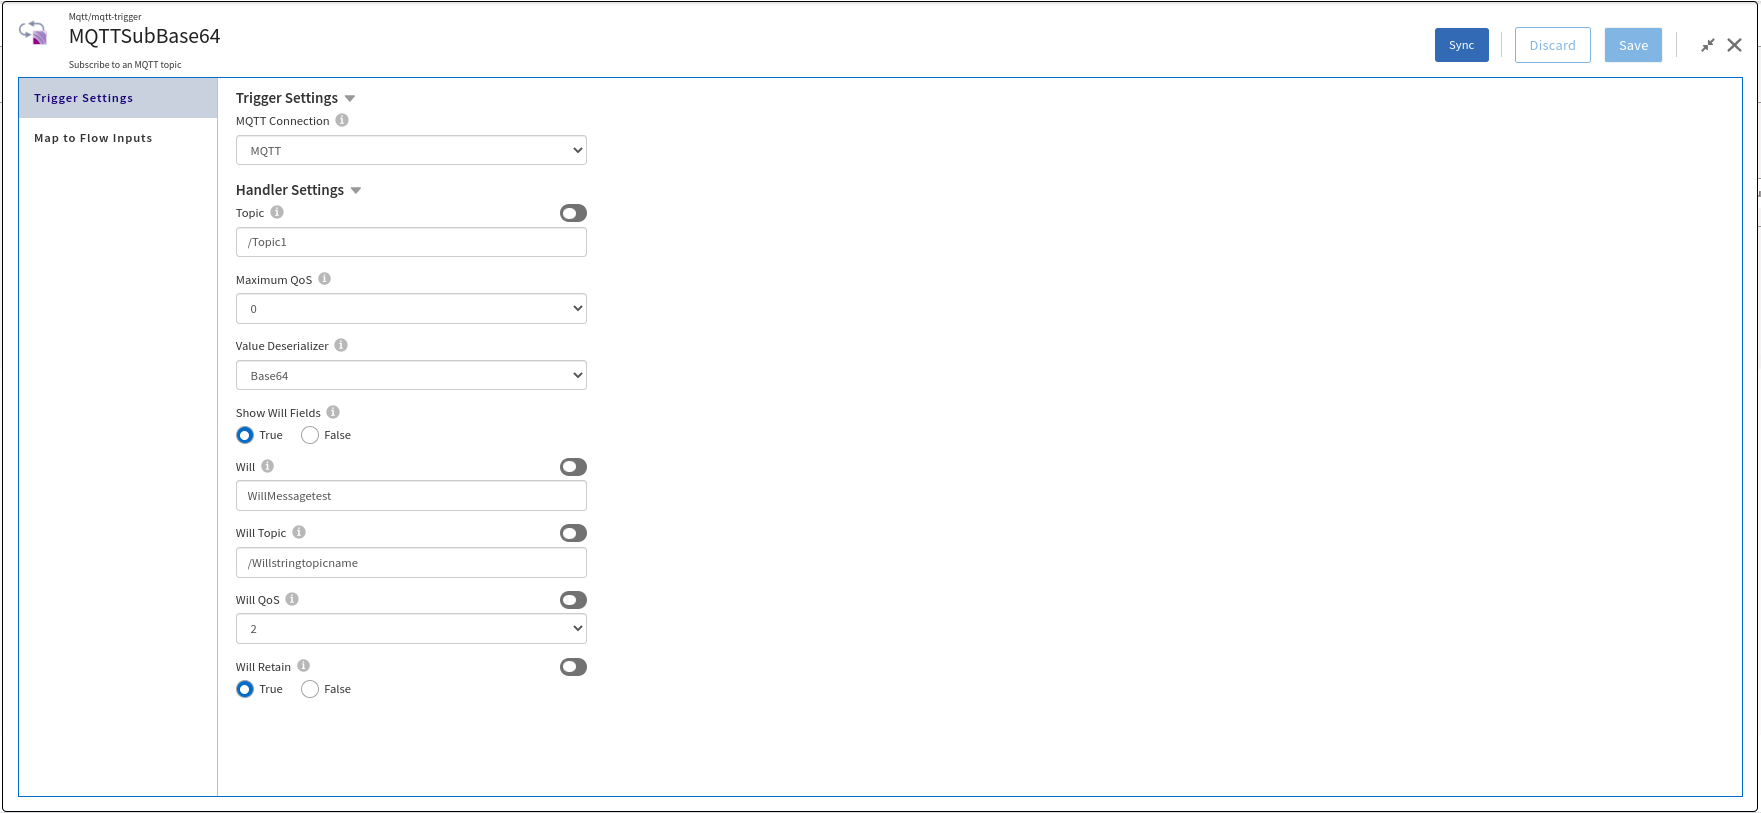 Mqtt/mqtt-trigger
MQTTSubBase64
Subscribe to an MQTT topic
Sync
Discard
Save
Trigger Settings
Map to Flow Inputs
Trigger Settings
MQTT Connection
MQTT
Handler Settings
Topic
/Topic1
Maximum QoS
0
Value Deserializer
Base64
Show Will Fields
True False
Will
WillMessagetest
Will Topic
/Willstringtopicname
Will QoS
2
Will Retain
True False